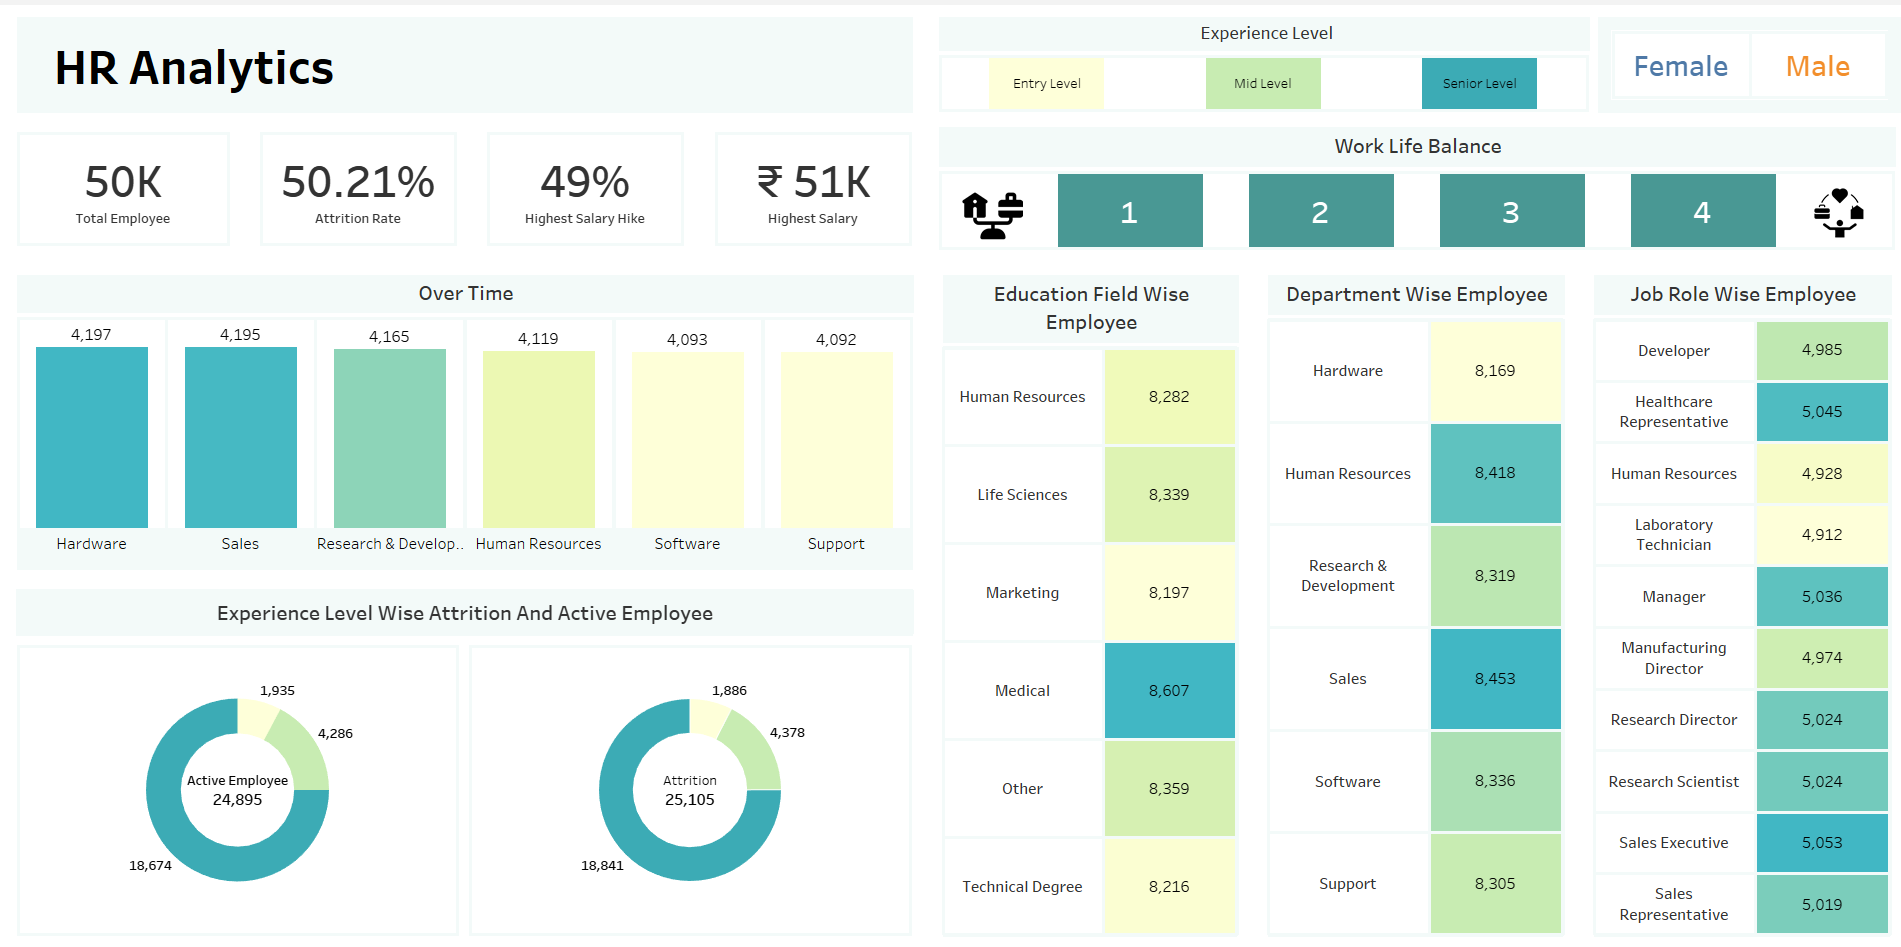 HR Analytics
Experience Level
Entry Level
Mid Level
Senior Level
Female
Male
50K
Total Employee
50.21%
Attrition Rate
49%
Highest Salary Hike
₹ 51K
Highest Salary
Work Life Balance
1
2
3
4
Over Time
4,197
4,195
4,165
4,119
4,093
4,092
Hardware
Sales
Research & Develop..
Human Resources
Software
Support
Experience Level Wise Attrition And Active Employee
1,935
4,286
Active Employee
24,895
18,674
1,886
4,378
Attrition
25,105
18,841
Education Field Wise
Employee
Human Resources 8,282
Life Sciences 8,339
Marketing 8,197
Medical 8,607
Other 8,359
Technical Degree 8,216
Department Wise Employee
Hardware 8,169
Human Resources 8,418
Research &
Development
8,319
Sales 8,453
Software 8,336
Support 8,305
Job Role Wise Employee
Developer 4,985
Healthcare
Representative
5,045
Human Resources 4,928
Laboratory
Technician
4,912
Manager 5,036
Manufacturing
Director
4,974
Research Director 5,024
Research Scientist 5,024
Sales Executive 5,053
Sales
Representative
5,019